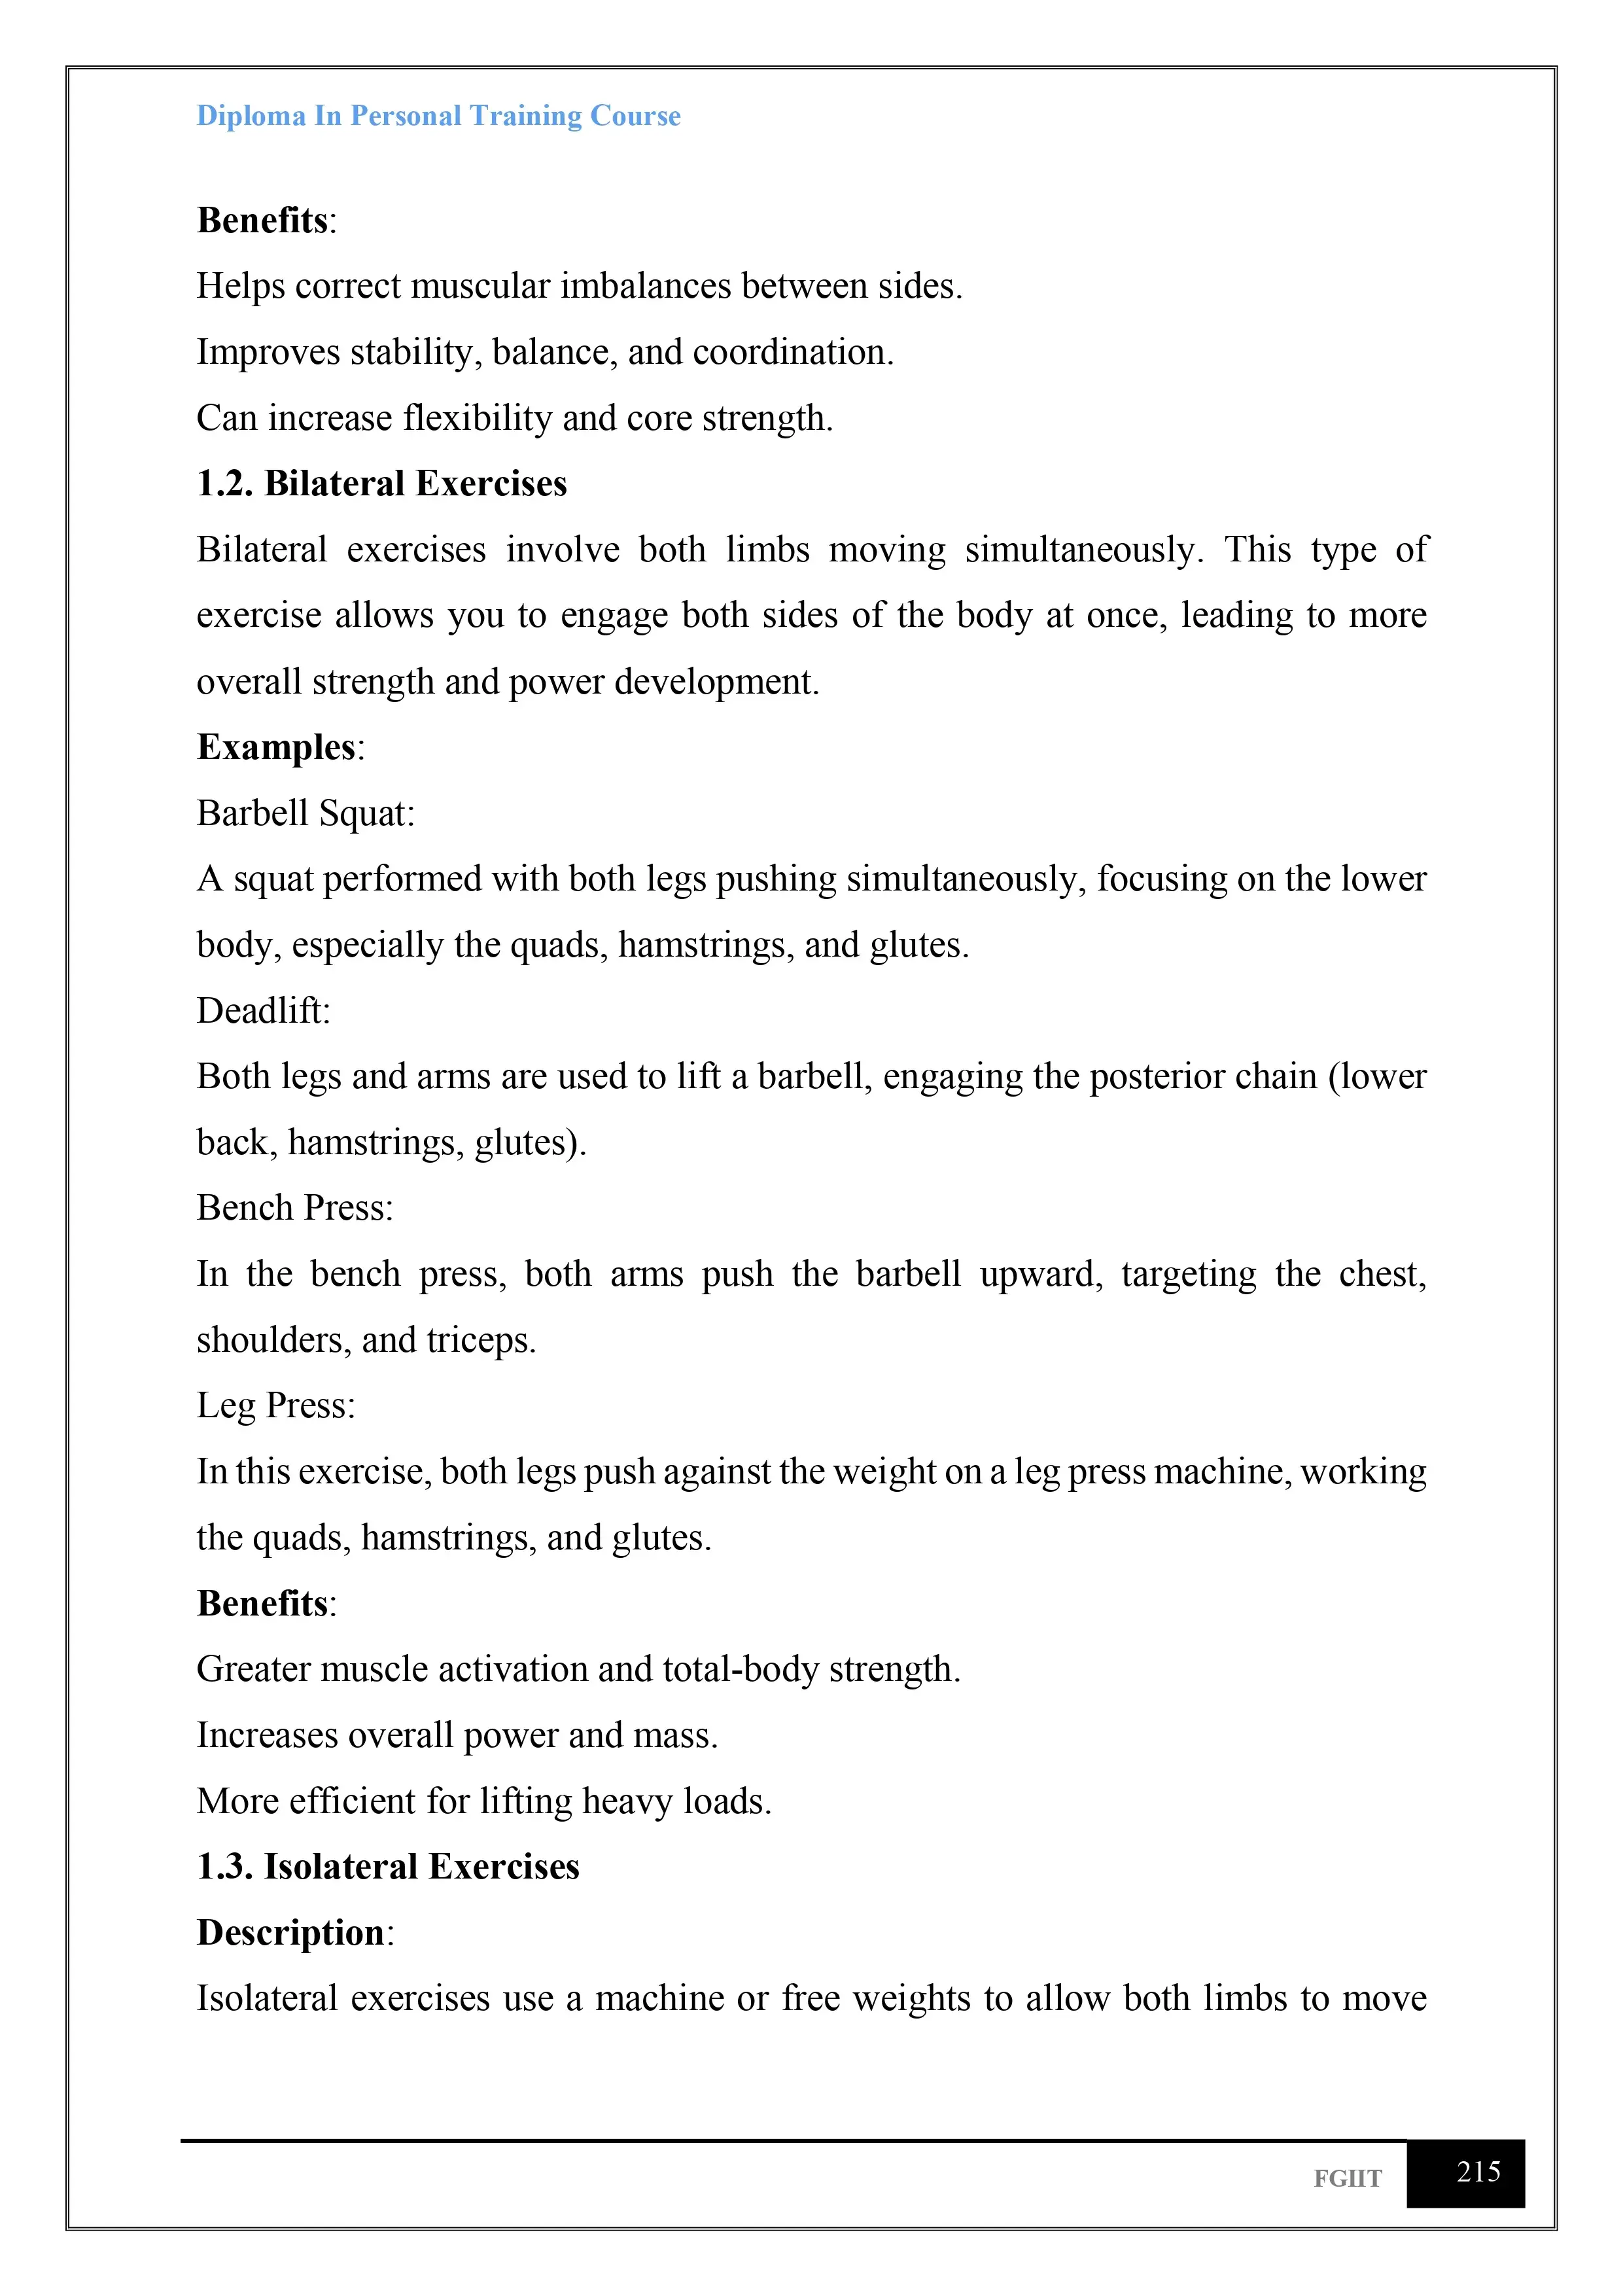 Diploma In Personal Training Course
Benefits:
Helps correct muscular imbalances between sides.
Improves stability, balance, and coordination.
Can increase flexibility and core strength.
1.2. Bilateral Exercises
Bilateral exercises involve both limbs moving simultaneously. This type of
exercise allows you to engage both sides of the body at once, leading to more
overall strength and power development.
Examples:
Barbell Squat:
A squat performed with both legs pushing simultaneously, focusing on the lower
body, especially the quads, hamstrings, and glutes.
Deadlift:
Both legs and arms are used to lift a barbell, engaging the posterior chain (lower
back, hamstrings, glutes).
Bench Press:
In the bench press, both arms push the barbell upward, targeting the chest,
shoulders, and triceps.
Leg Press:
In this exercise, both legs push against the weight on a leg press machine, working
the quads, hamstrings, and glutes.
Benefits:
Greater muscle activation and total-body strength.
Increases overall power and mass.
More efficient for lifting heavy loads.
1.3. Isolateral Exercises
Description:
Isolateral exercises use a machine or free weights to allow both limbs to move
FGIIT 215